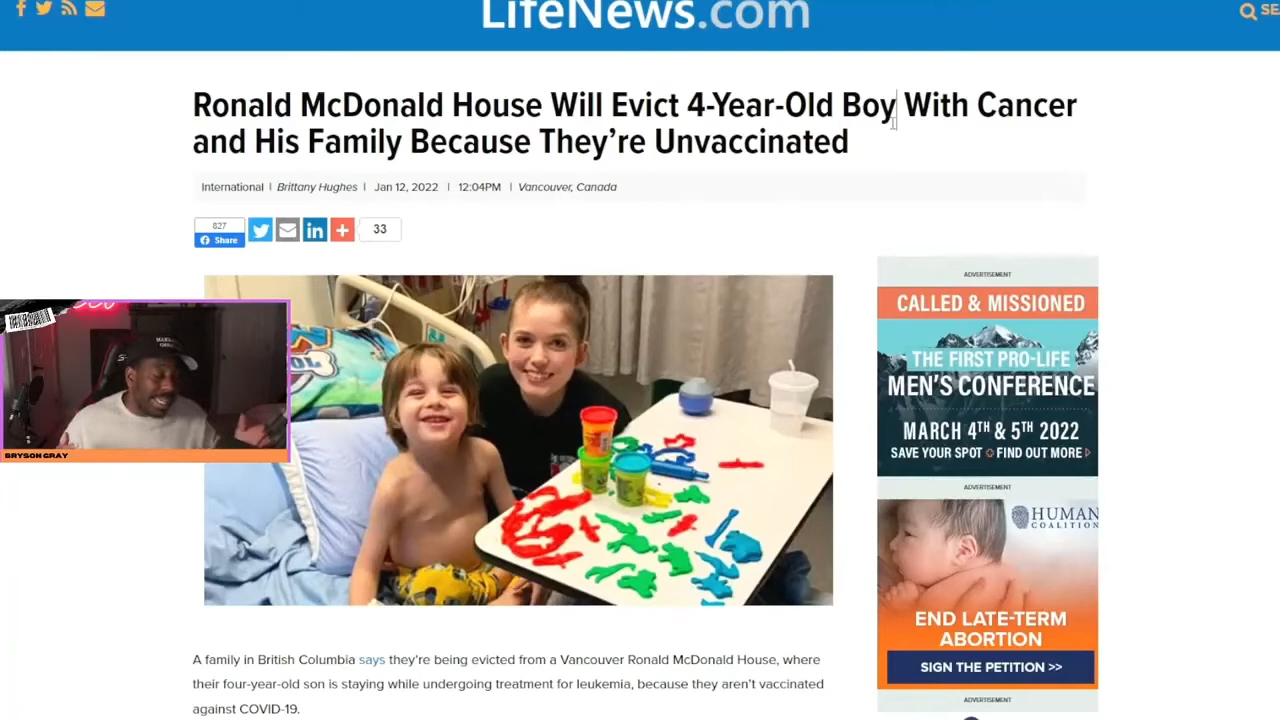 LifeNews.com
SE
Ronald McDonald House Will Evict 4-Year-Old Boy With Cancer
and His Family Because They're Unvaccinated
International | Brittany Hughes | Jan 12, 2022 | 12:04PM | Vancouver, Canada
827
Share
in
33
ADVERTISEMENT
CALLED & MISSIONED
THE FIRST PRO-LIFE
MEN'S CONFERENCE
MARCH 4TH & 5TH 2022
SAVE YOUR SPOT FIND OUT MORE
BRYSON GRAY
ADVERTISEMENT
HUMAN
COALITION
END LATE-TERM
ABORTION
SIGN THE PETITION >>
ADVERTISEMENT
A family in British Columbia says they're being evicted from a Vancouver Ronald McDonald House, where
their four-year-old son is staying while undergoing treatment for leukemia, because they aren't vaccinated
against COVID-19.